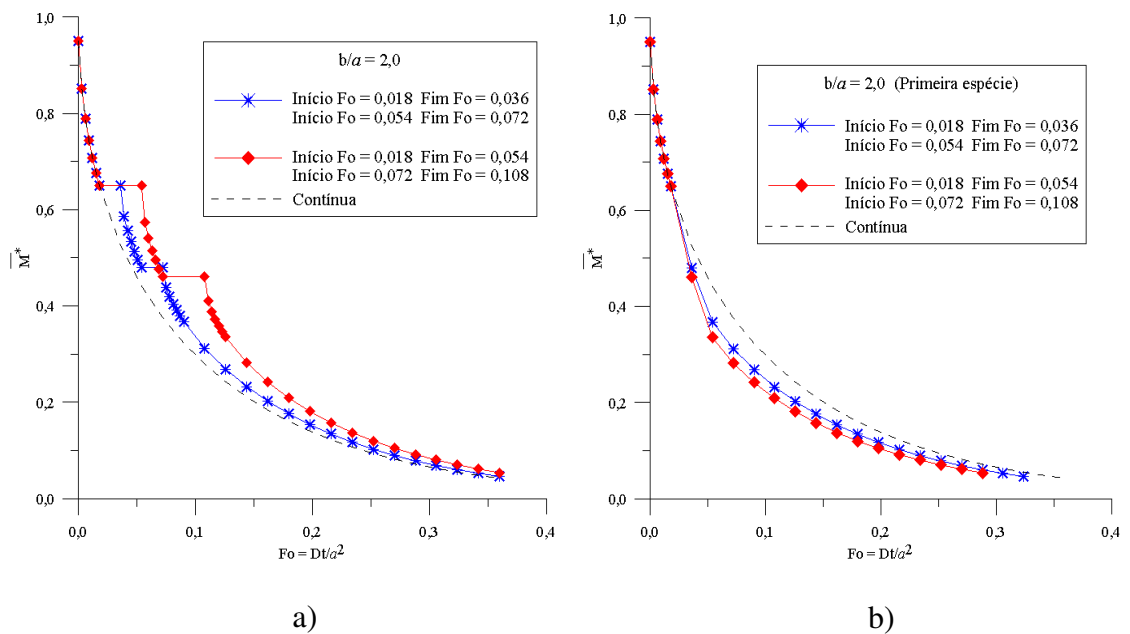 1,0
0,8
0,6
0,4
0,2
0,0
M*
b/a = 2,0
Início Fo = 0,018 Fim Fo = 0,036
Início Fo = 0,054 Fim Fo = 0,072
Início Fo = 0,018 Fim Fo = 0,054
Início Fo = 0,072 Fim Fo = 0,108
Contínua
0,0 0,1 0,2 0,3 0,4
Fo = Dt/a²
a)
1,0
0,8
0,6
0,4
0,2
0,0
M*
b/a = 2,0 (Primeira espécie)
Início Fo = 0,018 Fim Fo = 0,036
Início Fo = 0,054 Fim Fo = 0,072
Início Fo = 0,018 Fim Fo = 0,054
Início Fo = 0,072 Fim Fo = 0,108
Contínua
0,0 0,1 0,2 0,3 0,4
Fo = Dt/a²
b)